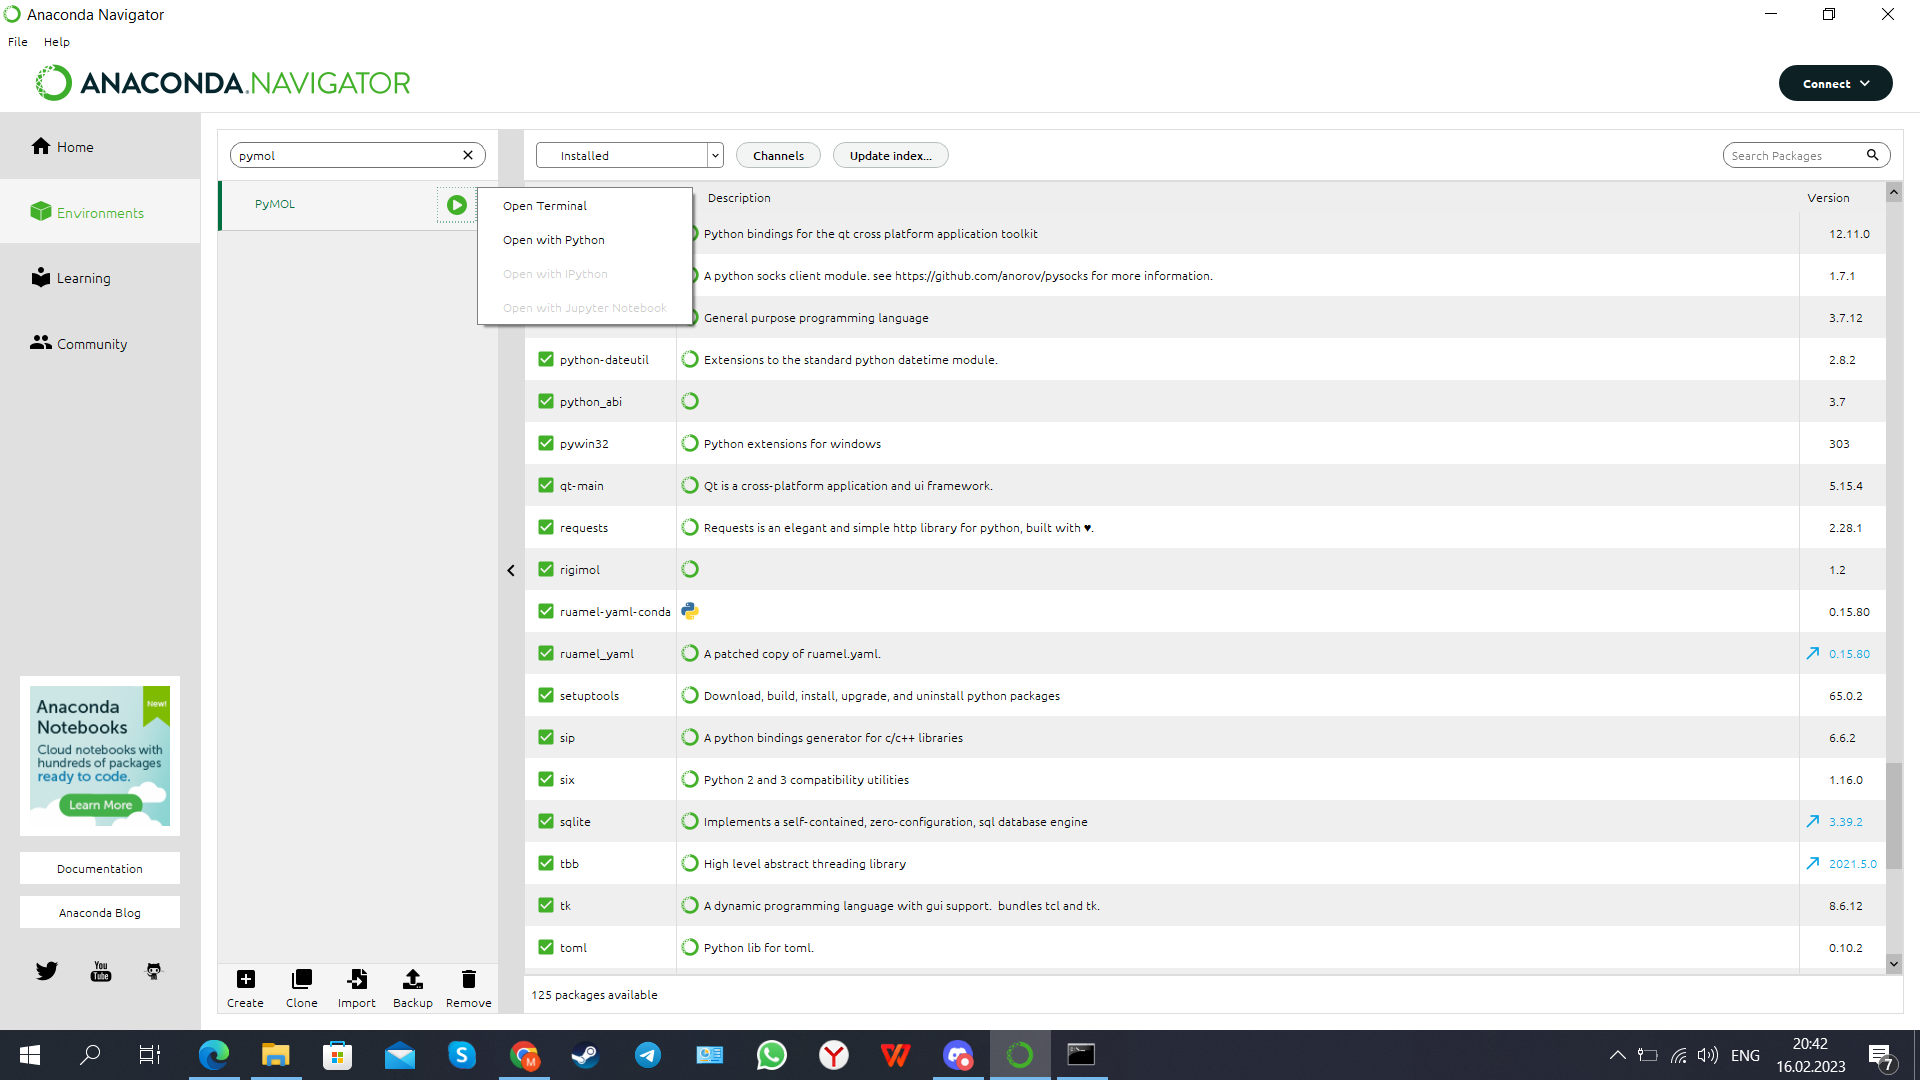 Anaconda Navigator
File Help
ANACONDA.NAVIGATOR
Connect
Home
Environments
Learning
Community
Anaconda Notebooks
New!
Cloud notebooks with
hundreds of packages
ready to code.
Learn More
Documentation
Anaconda Blog
You
Tube
pymol
PyMOL
Open Terminal
Open with Python
Open with IPython
Open with Jupyter Notebook
Create Clone Import Backup Remove
Installed
Channels
Update index...
Search Packages
Description Version
Python bindings for the qt cross platform application toolkit 12.11.0
A python socks client module. see https://github.com/anorov/pysocks for more information. 1.7.1
General purpose programming language 3.7.12
python-dateutil Extensions to the standard python datetime module. 2.8.2
python_abi 3.7
pywin32 Python extensions for windows 303
qt-main Qt is a cross-platform application and ui framework. 5.15.4
requests Requests is an elegant and simple http library for python, built with ♥. 2.28.1
rigimol 1.2
ruamel-yaml-conda 0.15.80
ruamel_yaml A patched copy of ruamel.yaml. 0.15.80
setuptools Download, build, install, upgrade, and uninstall python packages 65.0.2
sip A python bindings generator for c/c++ libraries 6.6.2
six Python 2 and 3 compatibility utilities 1.16.0
sqlite Implements a self-contained, zero-configuration, sql database engine 3.39.2
tbb High level abstract threading library 2021.5.0
tk A dynamic programming language with gui support. bundles tcl and tk. 8.6.12
toml Python lib for toml. 0.10.2
125 packages available
ENG
20:42
16.02.2023
7